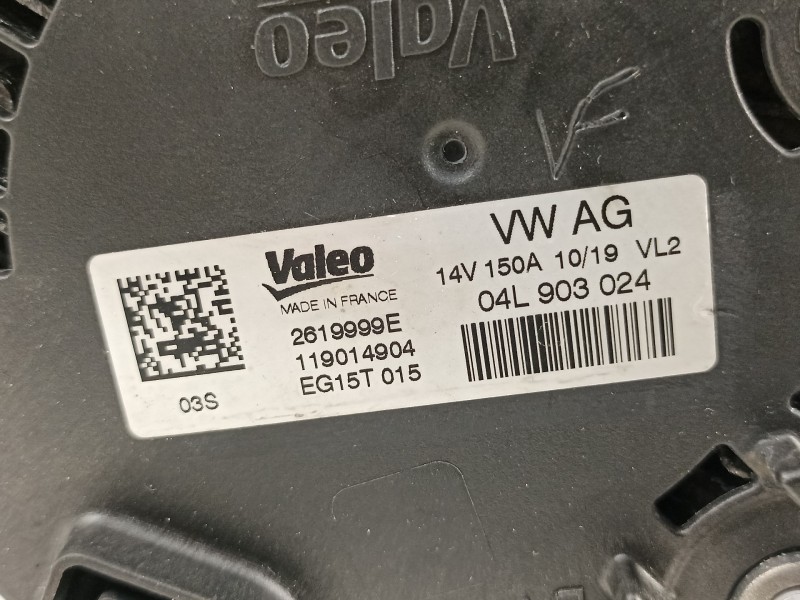 Valeo
VF
Valeo
MADE IN FRANCE
2619999E
119014904
EG15T 015
03S
VW AG
14V 150A 10/19 VL2
04L 903 024